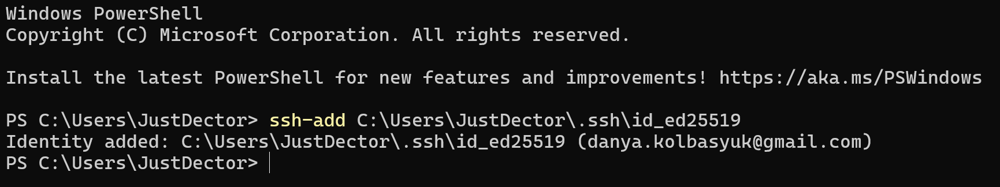 Windows PowerShell
Copyright (C) Microsoft Corporation. All rights reserved.
Install the latest PowerShell for new features and improvements! https://aka.ms/PSWindows
PS C:\Users\JustDector> ssh-add C:\Users\JustDector\.ssh\id_ed25519
Identity added: C:\Users\JustDector\.ssh\id_ed25519 (danya.kolbasyuk@gmail.com)
PS C:\Users\JustDector>